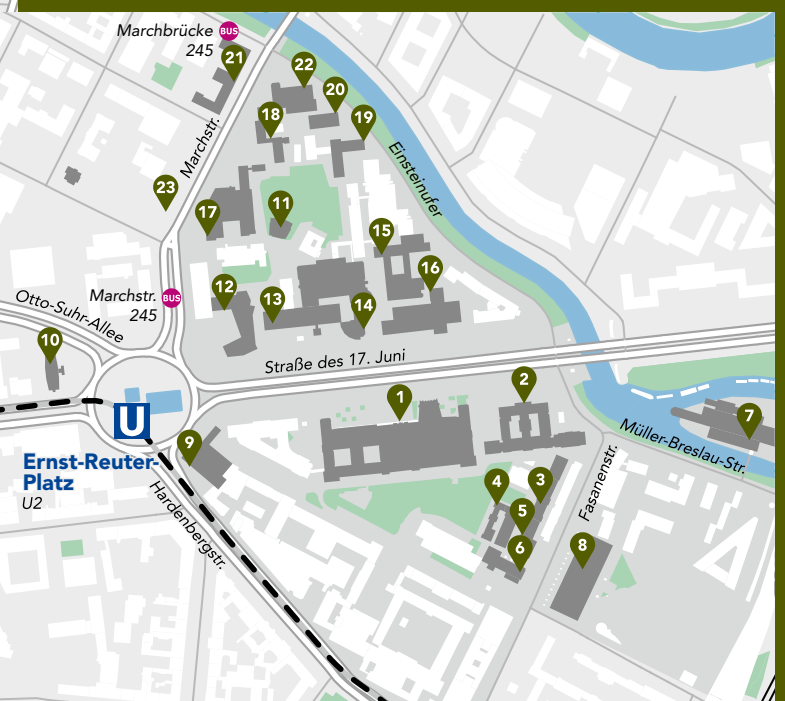 Marchbrücke
245
BUS
21
22
20
19
18
Marchstr.
Einsteinufer
23
17
11
15
16
12
13
14
Marchstr.
245
BUS
Otto-Suhr-Allee
10
Straße des 17. Juni
1
2
7
Müller-Breslau-Str.
U
9
Ernst-Reuter-
Platz
U2
Hardenbergstr.
4
3
5
6
Fasanenstr.
8